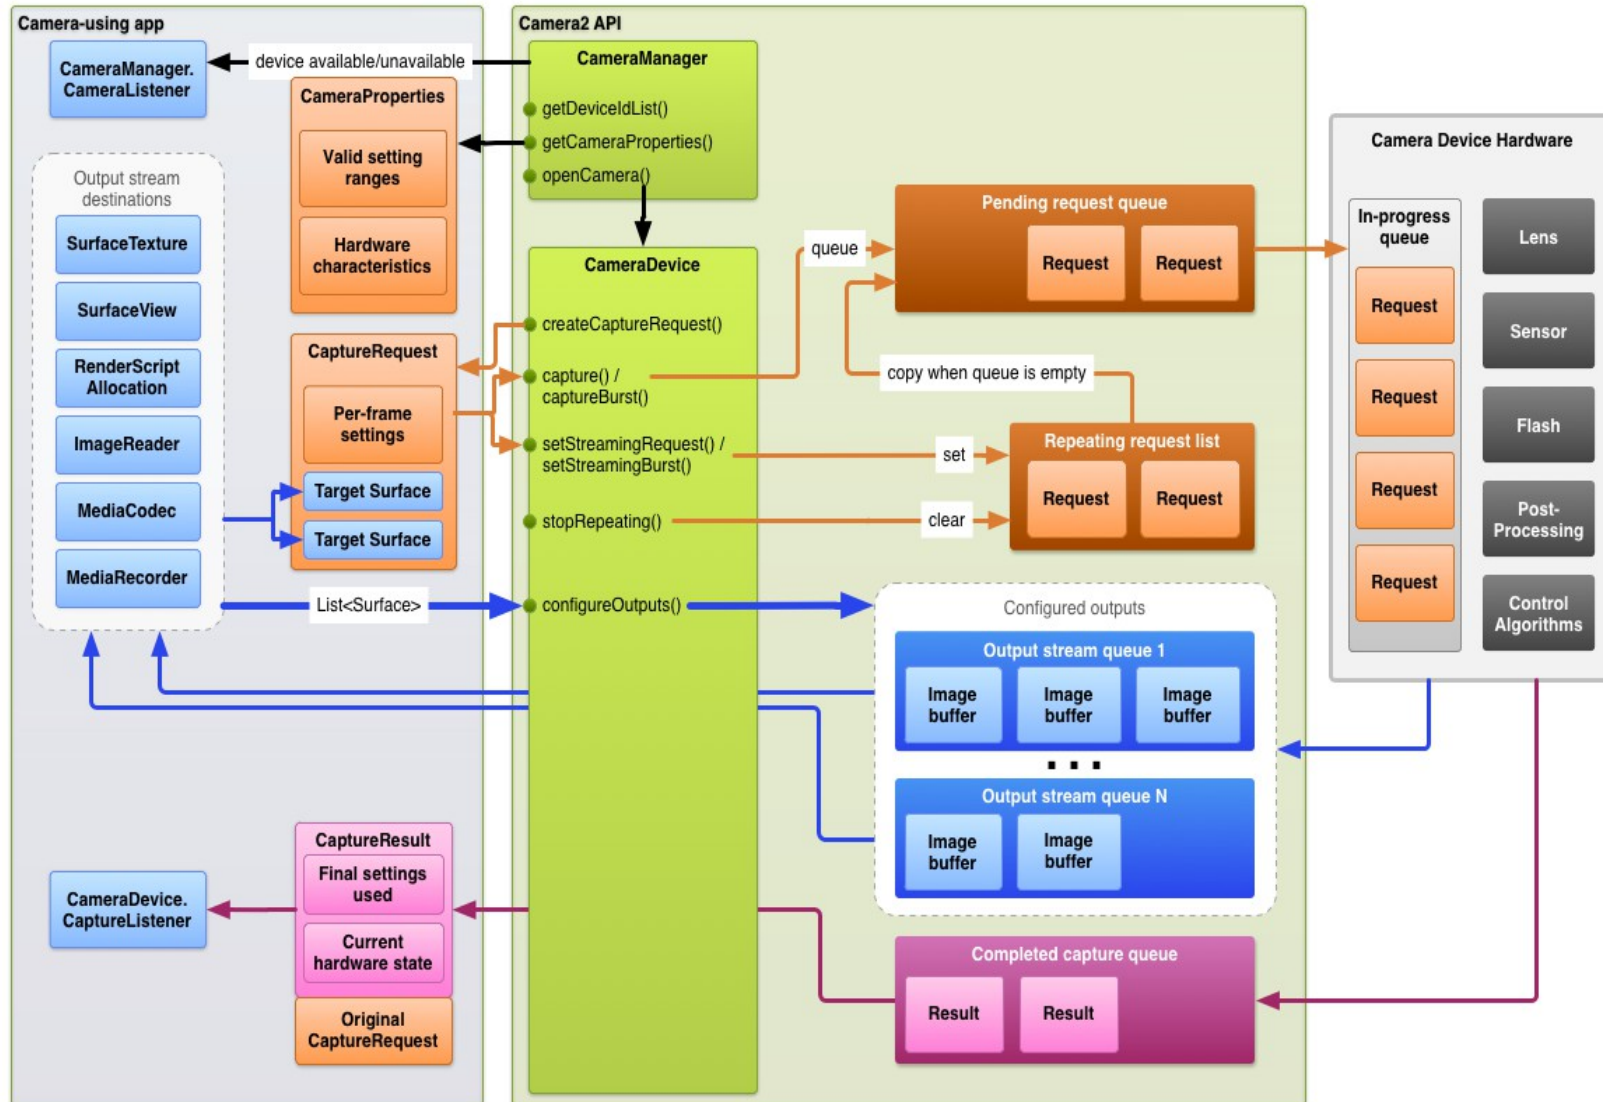 Camera-using app
CameraManager.
CameraListener
device available/unavailable
CameraProperties
Valid setting
ranges
Hardware
characteristics
Output stream
destinations
SurfaceTexture
SurfaceView
RenderScript
Allocation
ImageReader
MediaCodec
MediaRecorder
CaptureRequest
Per-frame
settings
Target Surface
Target Surface
List<Surface>
CaptureResult
Final settings
used
Current
hardware state
Original
CaptureRequest
CameraDevice.
CaptureListener
Camera2 API
CameraManager
getDeviceIdList()
getCameraProperties()
openCamera()
CameraDevice
createCaptureRequest()
capture() /
captureBurst()
setStreamingRequest() /
setStreamingBurst()
stopRepeating()
configureOutputs()
queue
Pending request queue
Request
Request
copy when queue is empty
set
clear
Repeating request list
Request
Request
Configured outputs
Output stream queue 1
Image
buffer
Image
buffer
Image
buffer
...
Output stream queue N
Image
buffer
Image
buffer
Completed capture queue
Result
Result
Camera Device Hardware
In-progress
queue
Request
Request
Request
Request
Lens
Sensor
Flash
Post-
Processing
Control
Algorithms